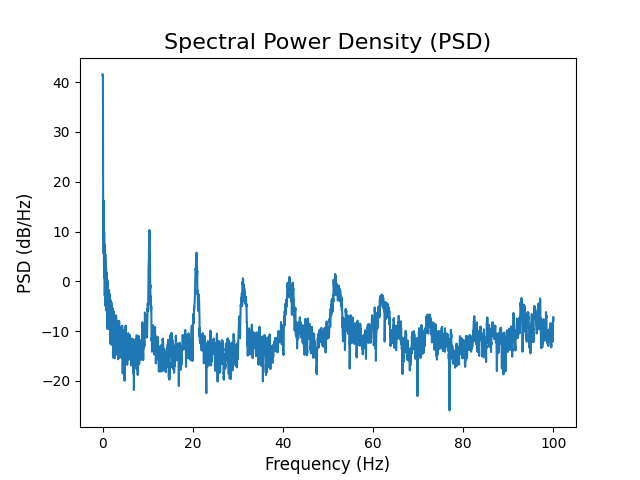 Spectral Power Density (PSD)
40
30
20
10
0
−10
−20
PSD (dB/Hz)
0 20 40 60 80 100
Frequency (Hz)